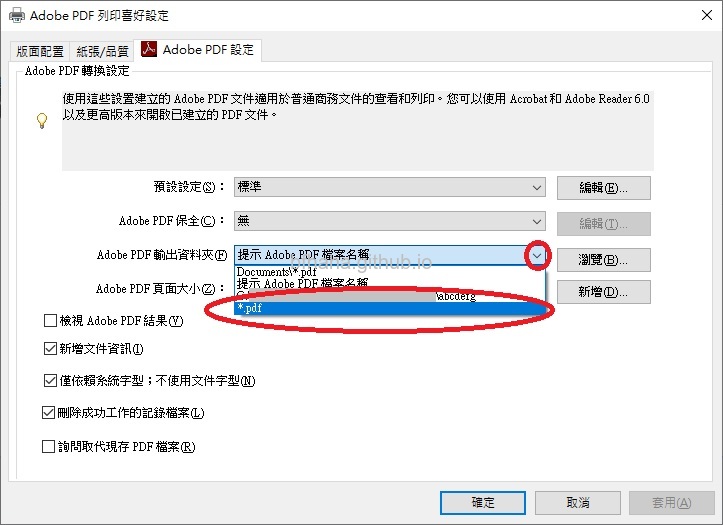 Adobe PDF 列印喜好設定
版面配置 紙張/品質 Adobe PDF 設定
Adobe PDF 轉換設定
使用這些設置建立的 Adobe PDF 文件適用於普通商務文件的查看和列印。您可以使用 Acrobat 和 Adobe Reader 6.0
以及更高版本來開啟已建立的 PDF 文件。
預設設定(S)： 標準 編輯(E)...
Adobe PDF 保全(C)： 無 編輯(T)...
Adobe PDF 輸出資料夾(F) 提示 Adobe PDF 檔案名稱 瀏覽(B)...
Documents\*.pdf
Adobe PDF 頁面大小(Z)： 提示 Adobe PDF 檔案名稱 新增(D)...
\abcdefg
*.pdf
檢視 Adobe PDF 結果(V)
新增文件資訊(I)
僅依賴系統字型；不使用文件字型(N)
刪除成功工作的記錄檔案(L)
詢問取代現存 PDF 檔案(R)
確定 取消 套用(A)